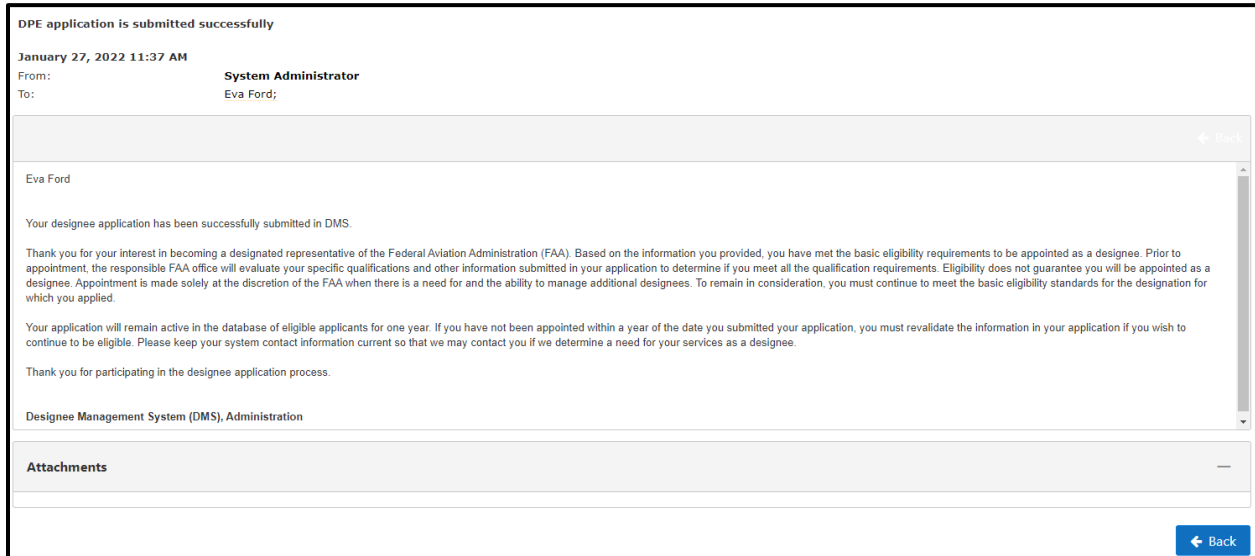 DPE application is submitted successfully
January 27, 2022 11:37 AM
From: System Administrator
To: Eva Ford;
Back
Eva Ford
Your designee application has been successfully submitted in DMS.
Thank you for your interest in becoming a designated representative of the Federal Aviation Administration (FAA). Based on the information you provided, you have met the basic eligibility requirements to be appointed as a designee. Prior to
appointment, the responsible FAA office will evaluate your specific qualifications and other information submitted in your application to determine if you meet all the qualification requirements. Eligibility does not guarantee you will be appointed as a
designee. Appointment is made solely at the discretion of the FAA when there is a need for and the ability to manage additional designees. To remain in consideration, you must continue to meet the basic eligibility standards for the designation for
which you applied.
Your application will remain active in the database of eligible applicants for one year. If you have not been appointed within a year of the date you submitted your application, you must revalidate the information in your application if you wish to
continue to be eligible. Please keep your system contact information current so that we may contact you if we determine a need for your services as a designee.
Thank you for participating in the designee application process.
Designee Management System (DMS), Administration
Attachments
Back